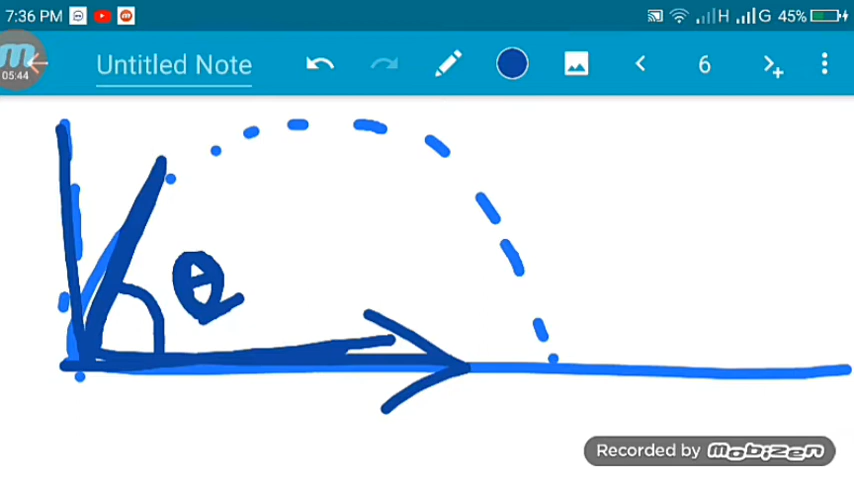 7:36 PM H G 45%
m
05:44
Untitled Note
6
θ
Recorded by mobizen